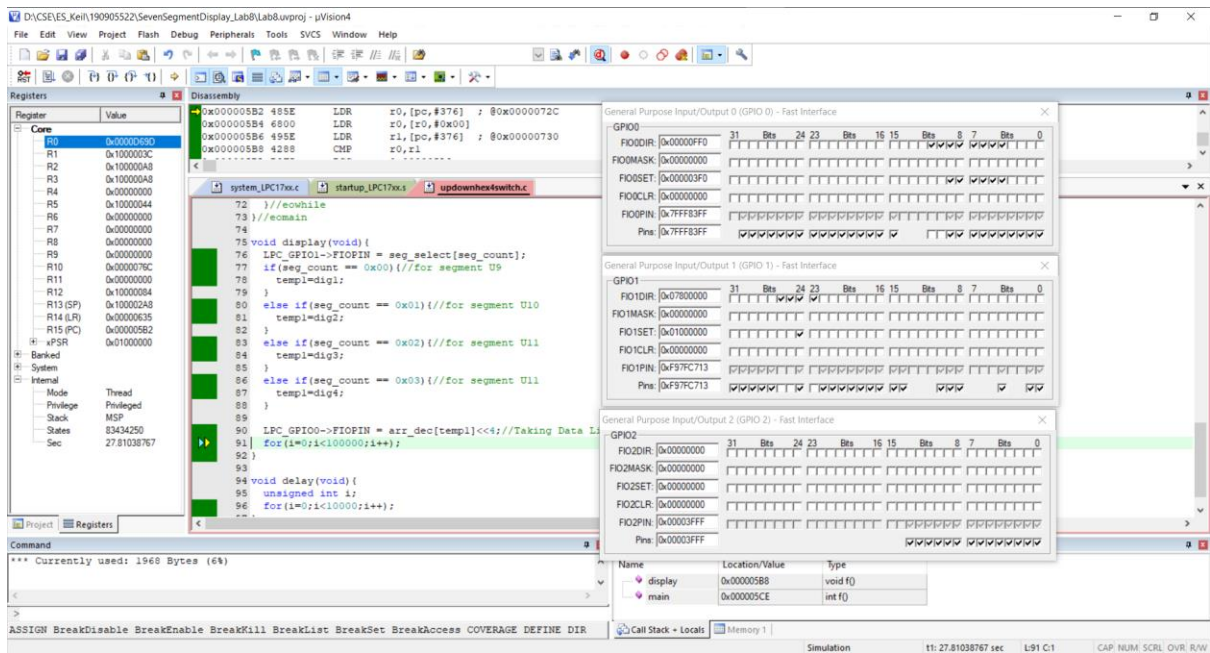 D:\CSE\ES_Keil\190905522\SevenSegmentDisplay_Lab8\Lab8.uvproj - µVision4
File Edit View Project Flash Debug Peripherals Tools SVCS Window Help
Registers
Register Value
Core
R0 0x0000D69D
R1 0x1000003C
R2 0x100000A8
R3 0x100000A8
R4 0x00000000
R5 0x10000044
R6 0x00000000
R7 0x00000000
R8 0x00000000
R9 0x00000000
R10 0x0000076C
R11 0x00000000
R12 0x10000084
R13 (SP) 0x100002A8
R14 (LR) 0x00000635
R15 (PC) 0x000005B2
xPSR 0x01000000
Banked
System
Internal
Mode Thread
Privilege Privileged
Stack MSP
States 83434250
Sec 27.81038767
Project Registers
Disassembly
0x000005B2 485E LDR r0,[pc,#376] ; @0x0000072C
0x000005B4 6800 LDR r0,[r0,#0x00]
0x000005B6 495E LDR r1,[pc,#376] ; @0x00000730
0x000005B8 4288 CMP r0,r1
system_LPC17xx.c startup_LPC17xx.s updownhex4switch.c
72 }//eowhile
73 }//eomain
74
75 void display(void){
76 LPC_GPIO1->FIOPIN = seg_select[seg_count];
77 if(seg_count == 0x00){//for segment U9
78 temp1=dig1;
79 }
80 else if(seg_count == 0x01){//for segment U10
81 temp1=dig2;
82 }
83 else if(seg_count == 0x02){//for segment U11
84 temp1=dig3;
85 }
86 else if(seg_count == 0x03){//for segment U11
87 temp1=dig4;
88 }
89
90 LPC_GPIO0->FIOPIN = arr_dec[temp1]<<4;//Taking Data Li
91 for(i=0;i<100000;i++);
92 }
93
94 void delay(void){
95 unsigned int i;
96 for(i=0;i<10000;i++);
General Purpose Input/Output 0 (GPIO 0) - Fast Interface
GPIO0
31 Bits 24 23 Bits 16 15 Bits 8 7 Bits 0
FIO0DIR: 0x00000FF0
FIO0MASK: 0x00000000
FIO0SET: 0x000003F0
FIO0CLR: 0x00000000
FIO0PIN: 0x7FFF83FF
Pins: 0x7FFF83FF
General Purpose Input/Output 1 (GPIO 1) - Fast Interface
GPIO1
31 Bits 24 23 Bits 16 15 Bits 8 7 Bits 0
FIO1DIR: 0x07800000
FIO1MASK: 0x00000000
FIO1SET: 0x01000000
FIO1CLR: 0x00000000
FIO1PIN: 0xF97FC713
Pins: 0xF97FC713
General Purpose Input/Output 2 (GPIO 2) - Fast Interface
GPIO2
31 Bits 24 23 Bits 16 15 Bits 8 7 Bits 0
FIO2DIR: 0x00000000
FIO2MASK: 0x00000000
FIO2SET: 0x00000000
FIO2CLR: 0x00000000
FIO2PIN: 0x00003FFF
Pins: 0x00003FFF
Command
*** Currently used: 1968 Bytes (6%)
>
ASSIGN BreakDisable BreakEnable BreakKill BreakList BreakSet BreakAccess COVERAGE DEFINE DIR
Name Location/Value Type
display 0x000005B8 void f()
main 0x000005CE int f()
Call Stack + Locals Memory 1
Simulation t1: 27.81038767 sec L:91 C:1 CAP NUM SCRL OVR R/W